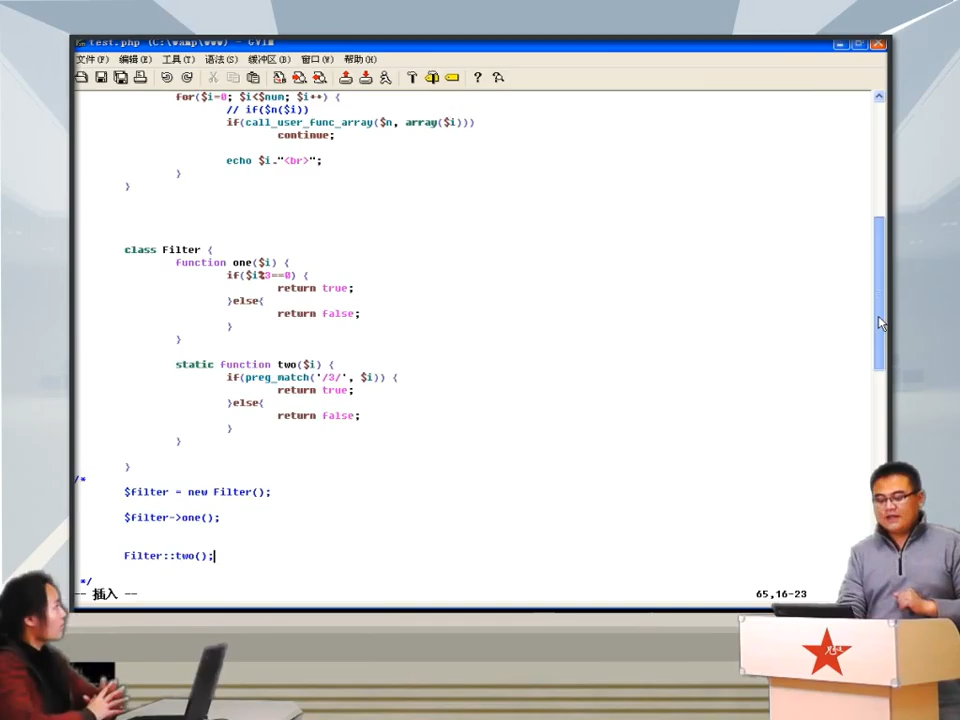 test.php (C:\wamp\www) - GVIM
文件(F) 编辑(E) 工具(T) 语法(S) 缓冲区(B) 窗口(W) 帮助(H)
for($i=0; $i<$num; $i++) {
// if($n($i))
if(call_user_func_array($n, array($i)))
continue;
echo $i."<br>";
}
}
class Filter {
function one($i) {
if($i%3==0) {
return true;
}else{
return false;
}
}
static function two($i) {
if(preg_match('/3/', $i)) {
return true;
}else{
return false;
}
}
}
/*
$filter = new Filter();
$filter->one();
Filter::two();
*/
-- 插入 --
65,16-23